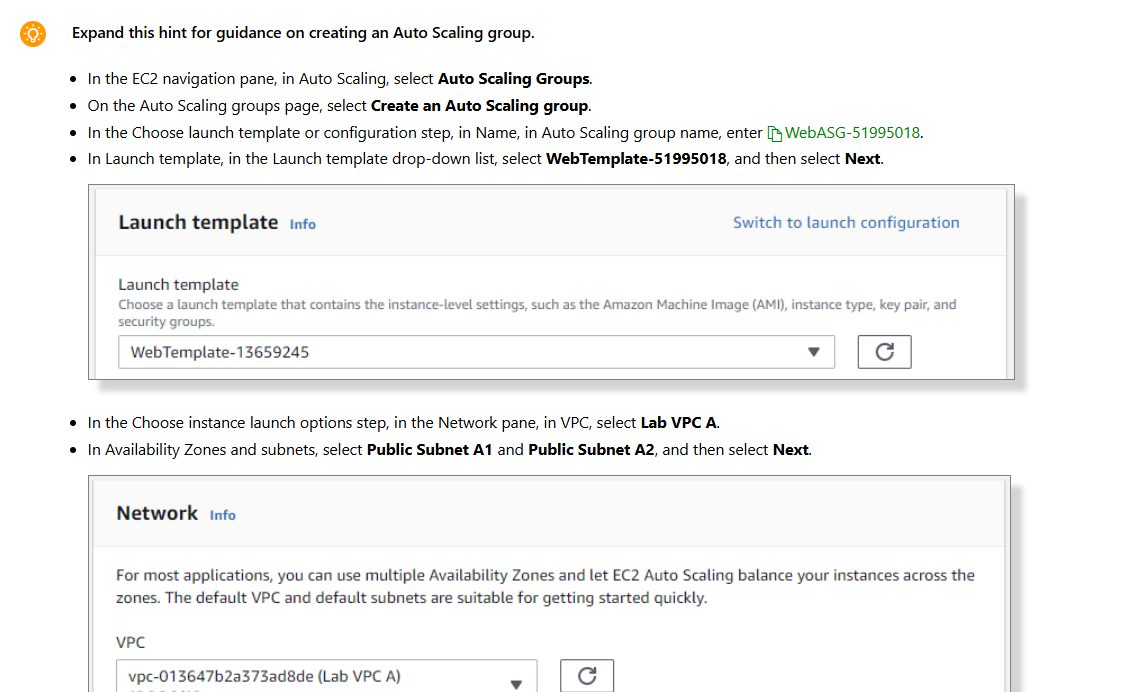 Expand this hint for guidance on creating an Auto Scaling group.
In the EC2 navigation pane, in Auto Scaling, select Auto Scaling Groups.
On the Auto Scaling groups page, select Create an Auto Scaling group.
In the Choose launch template or configuration step, in Name, in Auto Scaling group name, enter WebASG-51995018.
In Launch template, in the Launch template drop-down list, select WebTemplate-51995018, and then select Next.
Launch template Info Switch to launch configuration
Launch template
Choose a launch template that contains the instance-level settings, such as the Amazon Machine Image (AMI), instance type, key pair, and
security groups.
WebTemplate-13659245
In the Choose instance launch options step, in the Network pane, in VPC, select Lab VPC A.
In Availability Zones and subnets, select Public Subnet A1 and Public Subnet A2, and then select Next.
Network Info
For most applications, you can use multiple Availability Zones and let EC2 Auto Scaling balance your instances across the
zones. The default VPC and default subnets are suitable for getting started quickly.
VPC
vpc-013647b2a373ad8de (Lab VPC A)